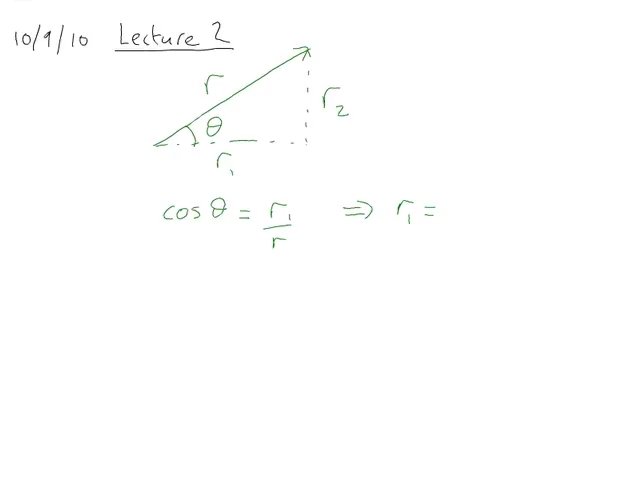 10/9/10 Lecture 2
r
r₂
θ
r₁
cos θ = r₁/r ⇒ r₁ =